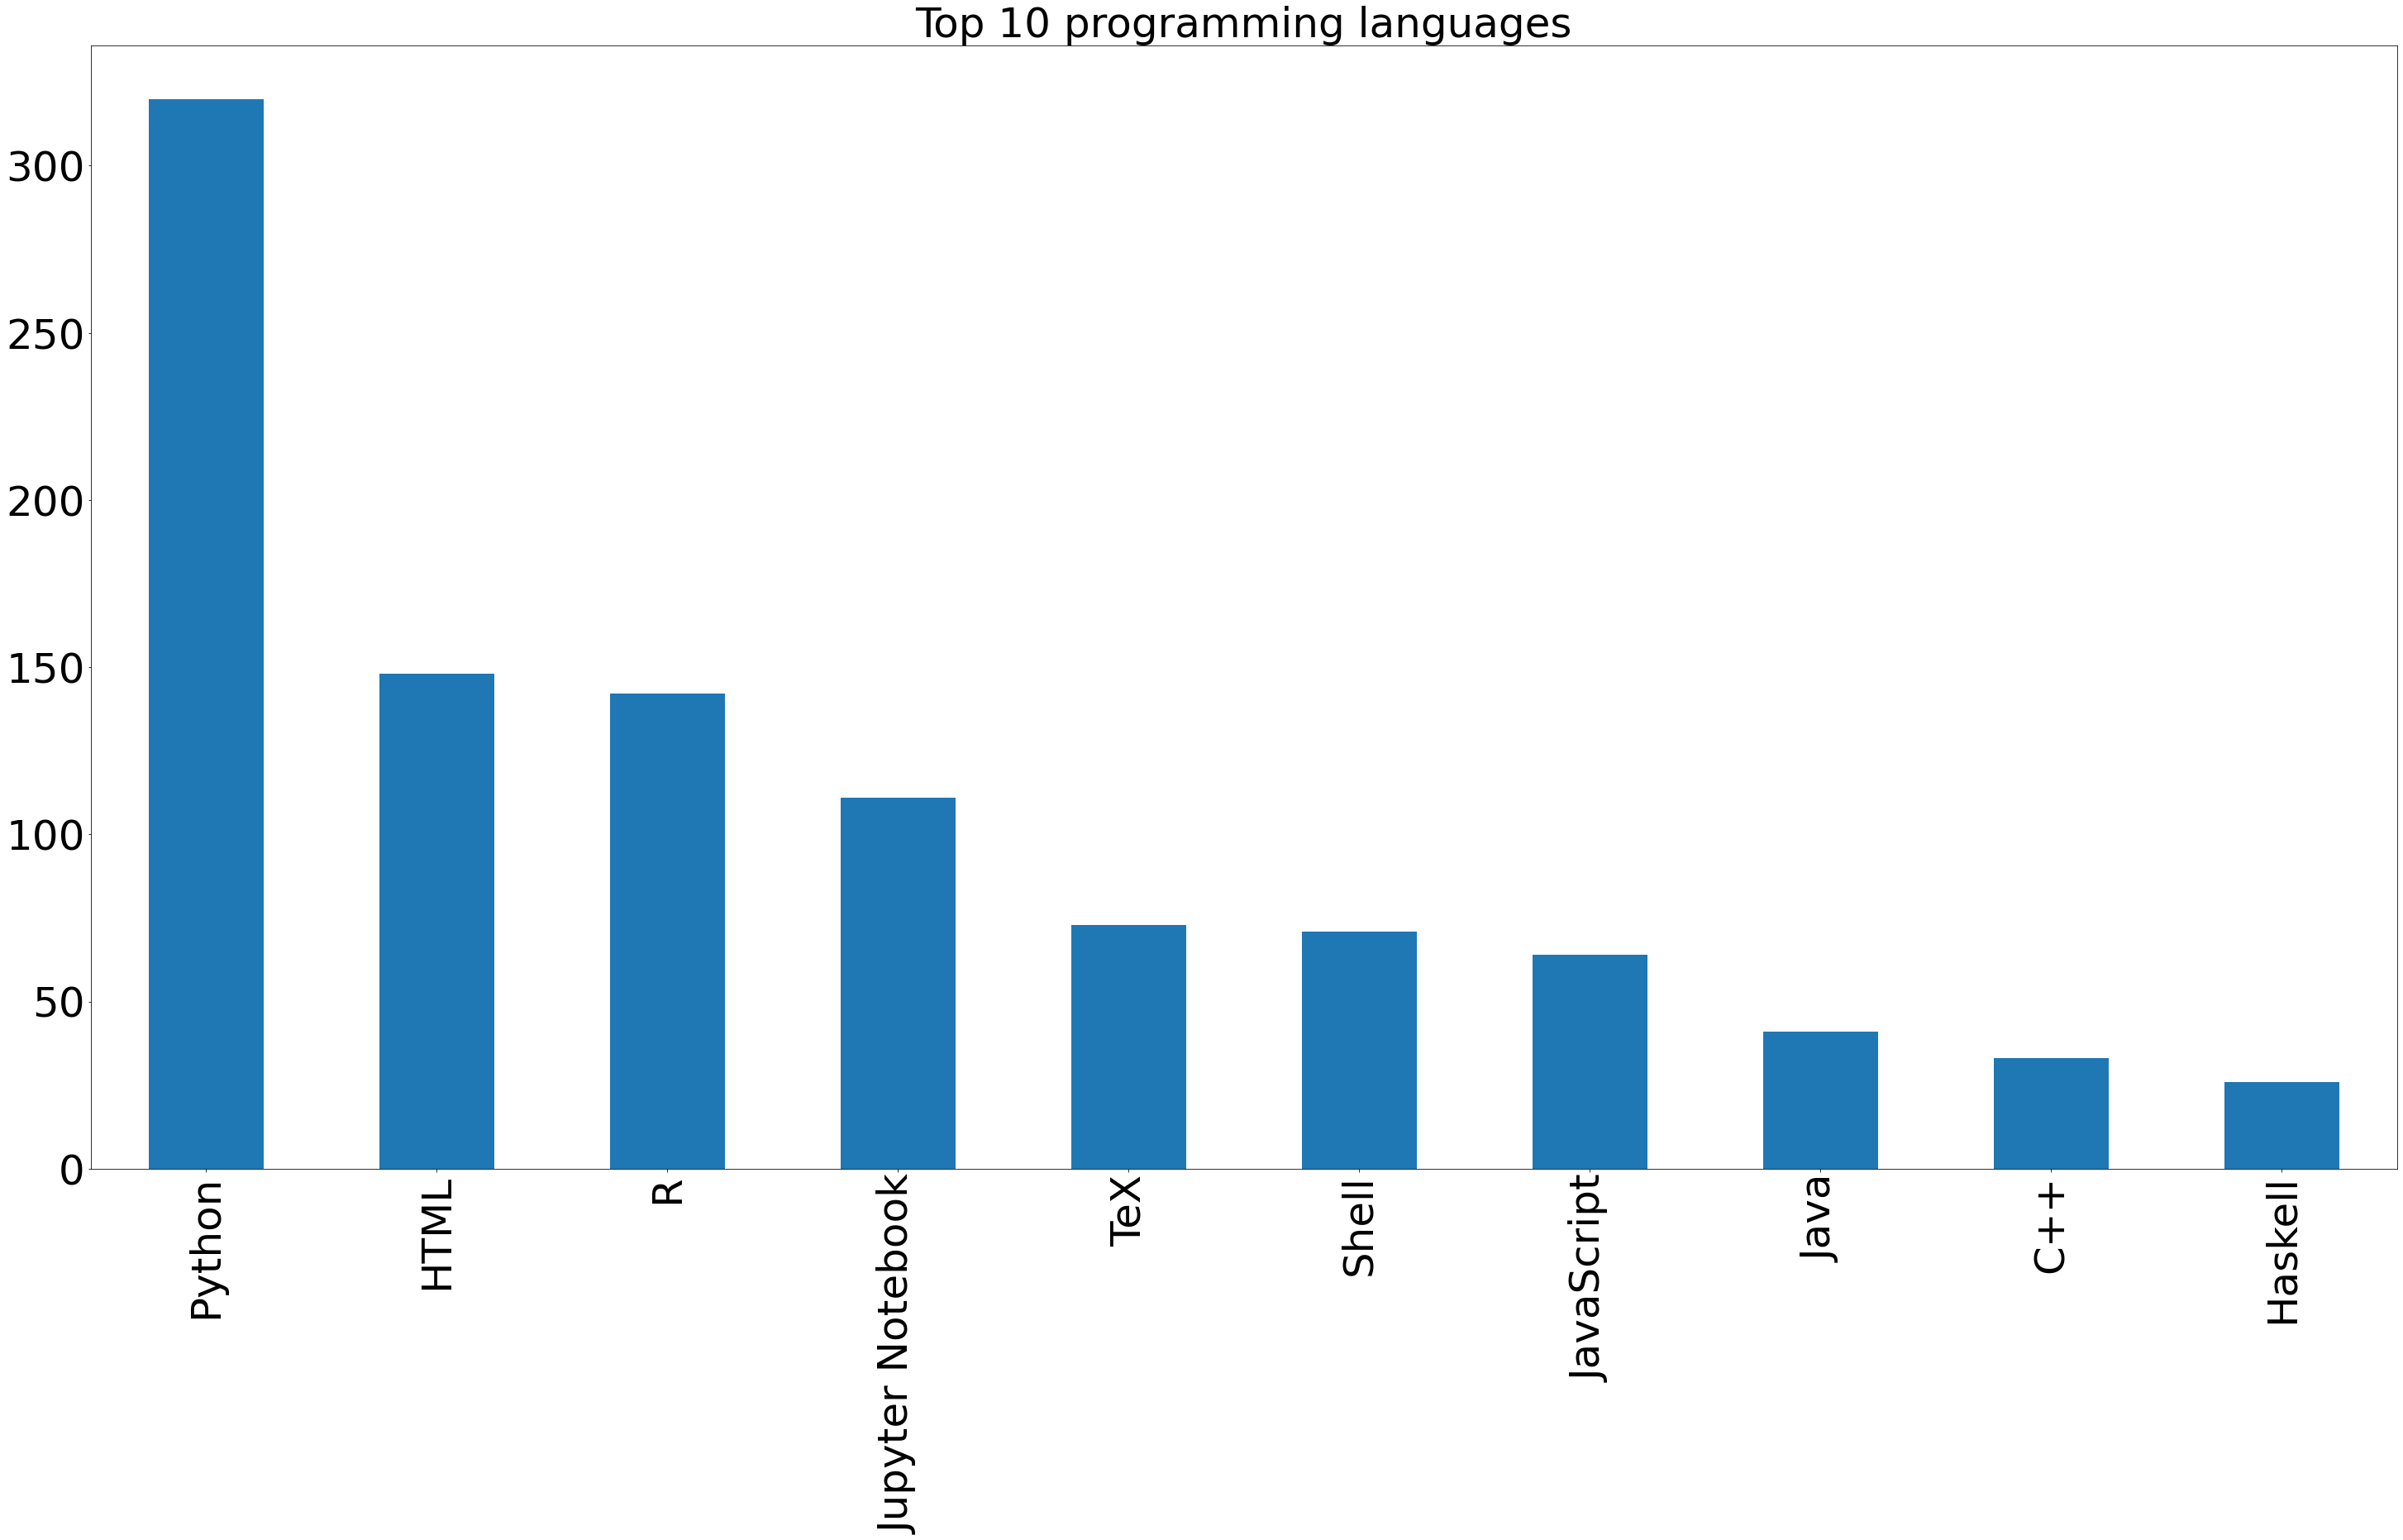 Top 10 programming languages
300
250
200
150
100
50
0
Python
HTML
R
Jupyter Notebook
TeX
Shell
JavaScript
Java
C++
Haskell